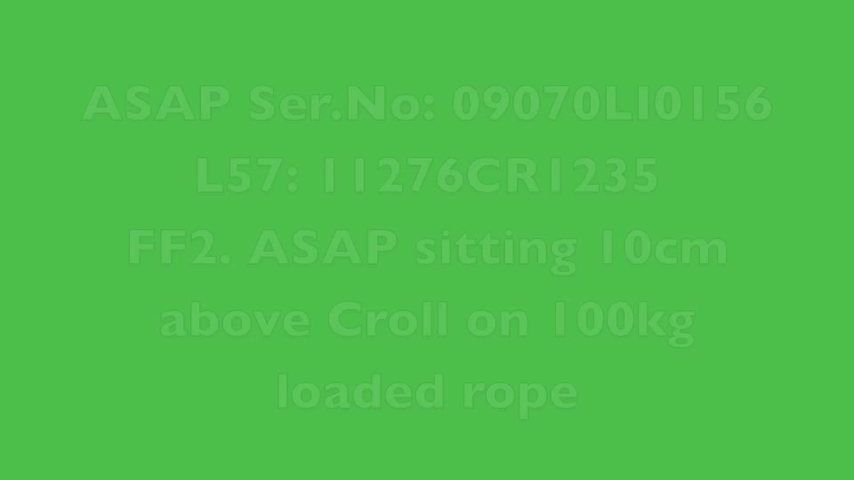 ASAP Ser.No: 09070LI0156
L57: 11276CR1235
FF2. ASAP sitting 10cm
above Croll on 100kg
loaded rope